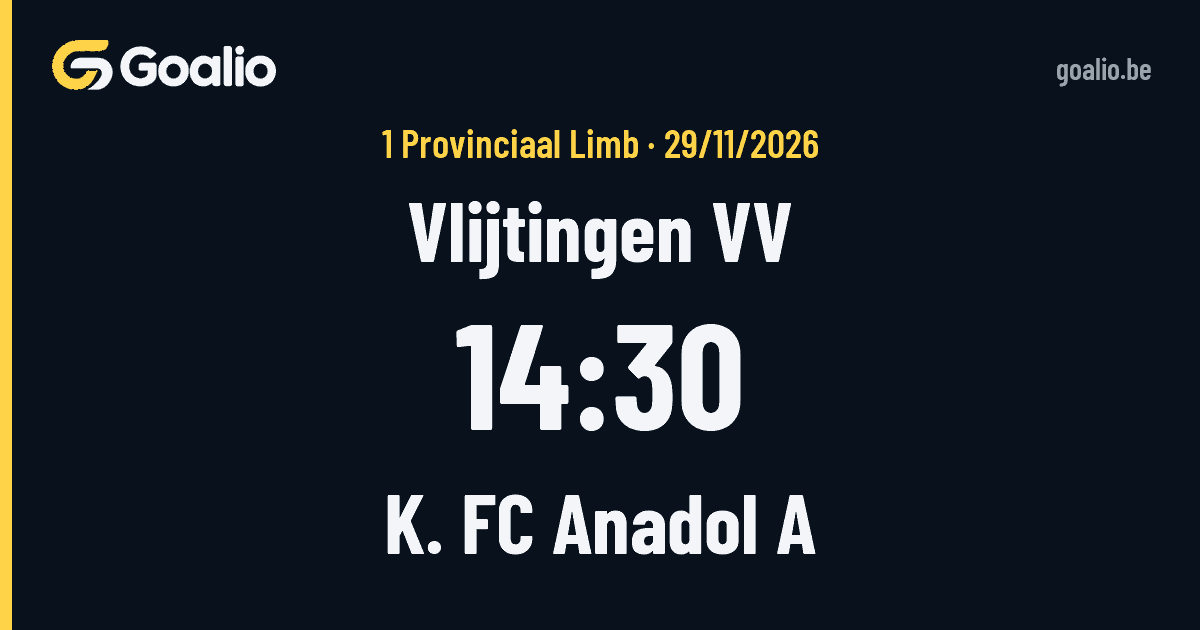 Goalio
goalio.be
1 Provinciaal Limb · 29/11/2026
Vlijtingen VV
14:30
K. FC Anadol A